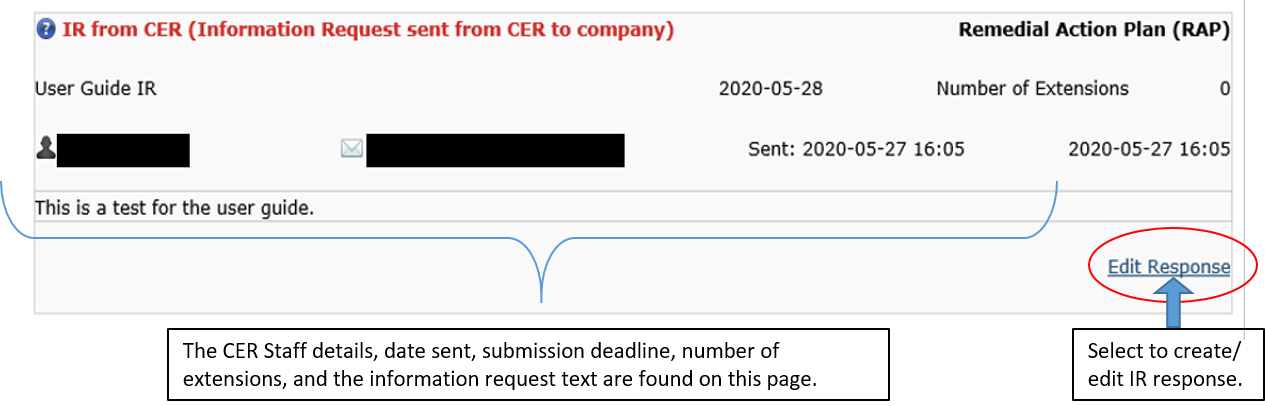 IR from CER (Information Request sent from CER to company) Remedial Action Plan (RAP)
User Guide IR 2020-05-28 Number of Extensions 0
Sent: 2020-05-27 16:05 2020-05-27 16:05
This is a test for the user guide.
Edit Response
The CER Staff details, date sent, submission deadline, number of
extensions, and the information request text are found on this page.
Select to create/
edit IR response.